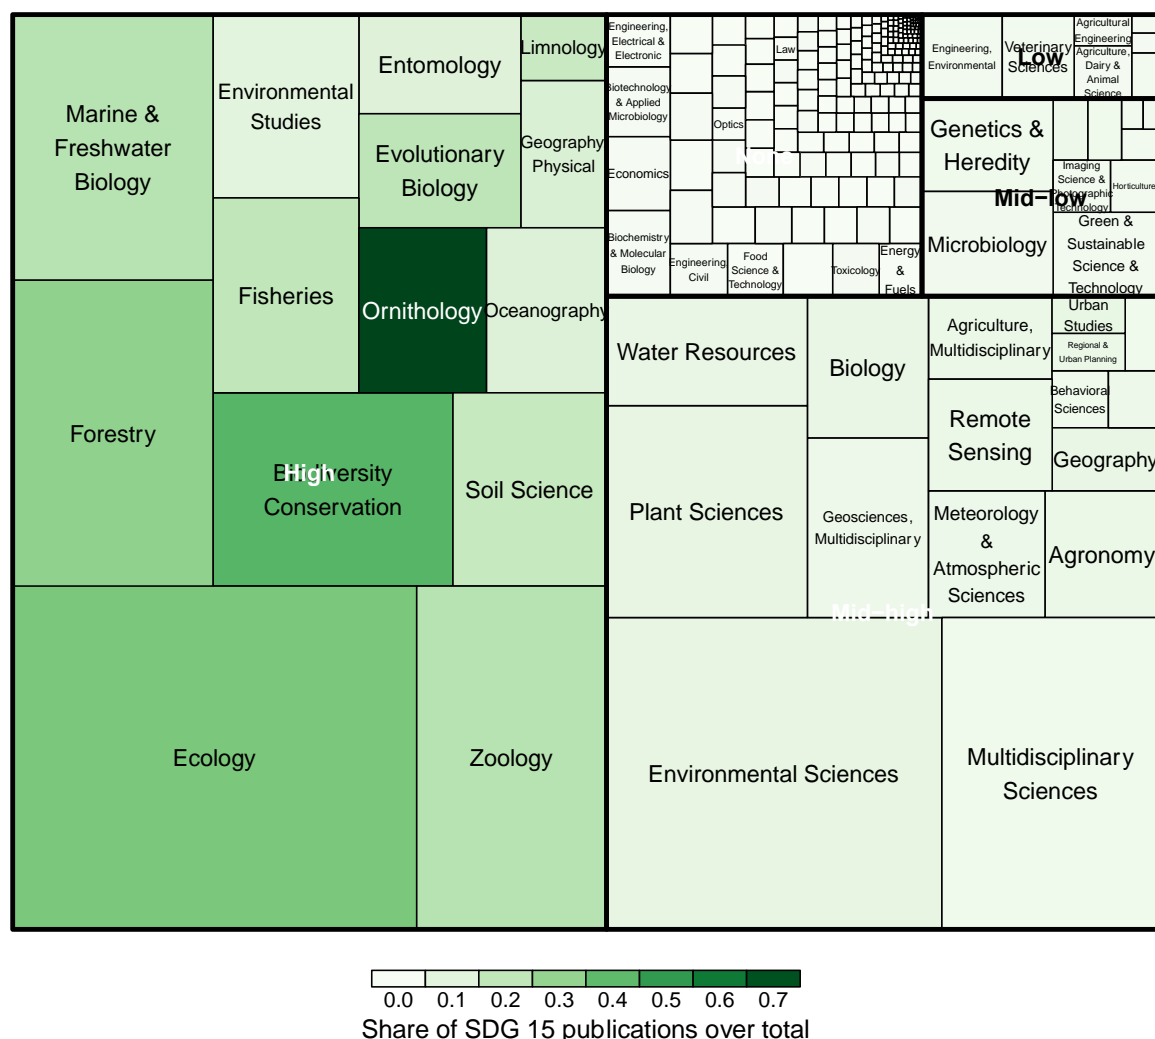 Marine &
Freshwater
Biology
Environmental
Studies
Entomology
Limnology
Evolutionary
Biology
Geography
Physical
Forestry
Fisheries
Ornithology
Oceanography
Biodiversity
Conservation
High
Soil Science
Ecology
Zoology
Engineering,
Electrical &
Electronic
Biotechnology
& Applied
Microbiology
Economics
Biochemistry
& Molecular
Biology
Law
Optics
None
Engineering,
Civil
Food
Science &
Technology
Toxicology
Energy
&
Fuels
Engineering,
Environmental
Veterinary
Sciences
Low
Agricultural
Engineering
Agriculture,
Dairy &
Animal
Science
Genetics &
Heredity
Microbiology
Mid-low
Imaging
Science &
Photographic
Technology
Horticulture
Green &
Sustainable
Science &
Technology
Water Resources
Biology
Agriculture,
Multidisciplinary
Urban
Studies
Regional &
Urban Planning
Behavioral
Sciences
Plant Sciences
Geosciences,
Multidisciplinary
Remote
Sensing
Geography
Meteorology
&
Atmospheric
Sciences
Agronomy
Mid-high
Environmental Sciences
Multidisciplinary
Sciences
0.0 0.1 0.2 0.3 0.4 0.5 0.6 0.7
Share of SDG 15 publications over total